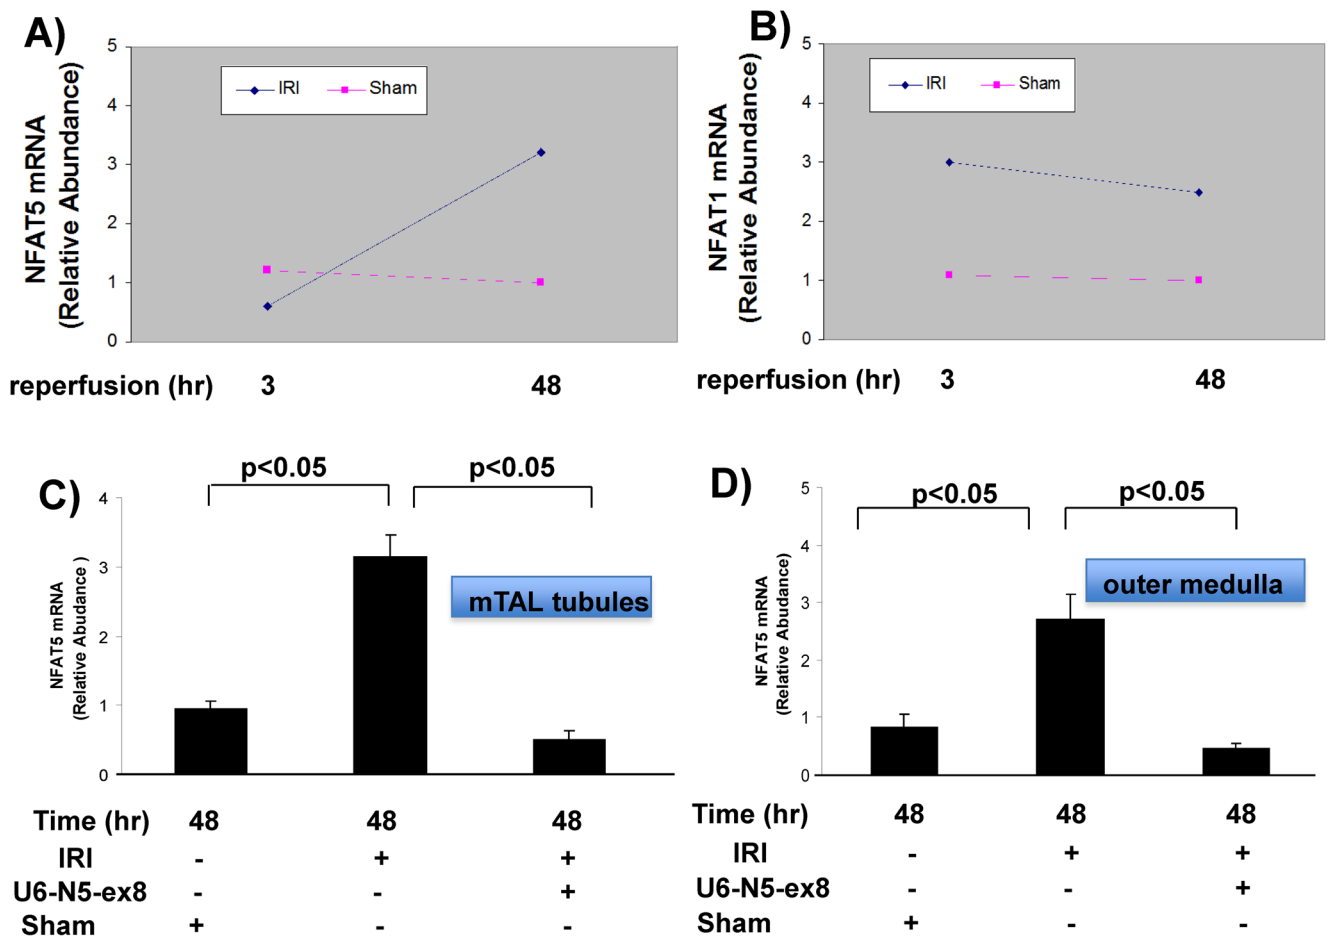 A)
NFAT5 mRNA
(Relative Abundance)
5
4
3
2
1
0
IRI
Sham
reperfusion (hr) 3 48
B)
NFAT1 mRNA
(Relative Abundance)
5
4
3
2
1
0
IRI
Sham
reperfusion (hr) 3 48
C)
NFAT5 mRNA
(Relative Abudance )
4
3
2
1
0
p<0.05
p<0.05
mTAL tubules
Time (hr) 48 48 48
IRI - + +
U6-N5-ex8 - - +
Sham + - -
D)
NFAT5 mRNA
(Relative Abundance)
5
4
3
2
1
0
p<0.05
p<0.05
outer medulla
Time (hr) 48 48 48
IRI - + +
U6-N5-ex8 - - +
Sham + - -